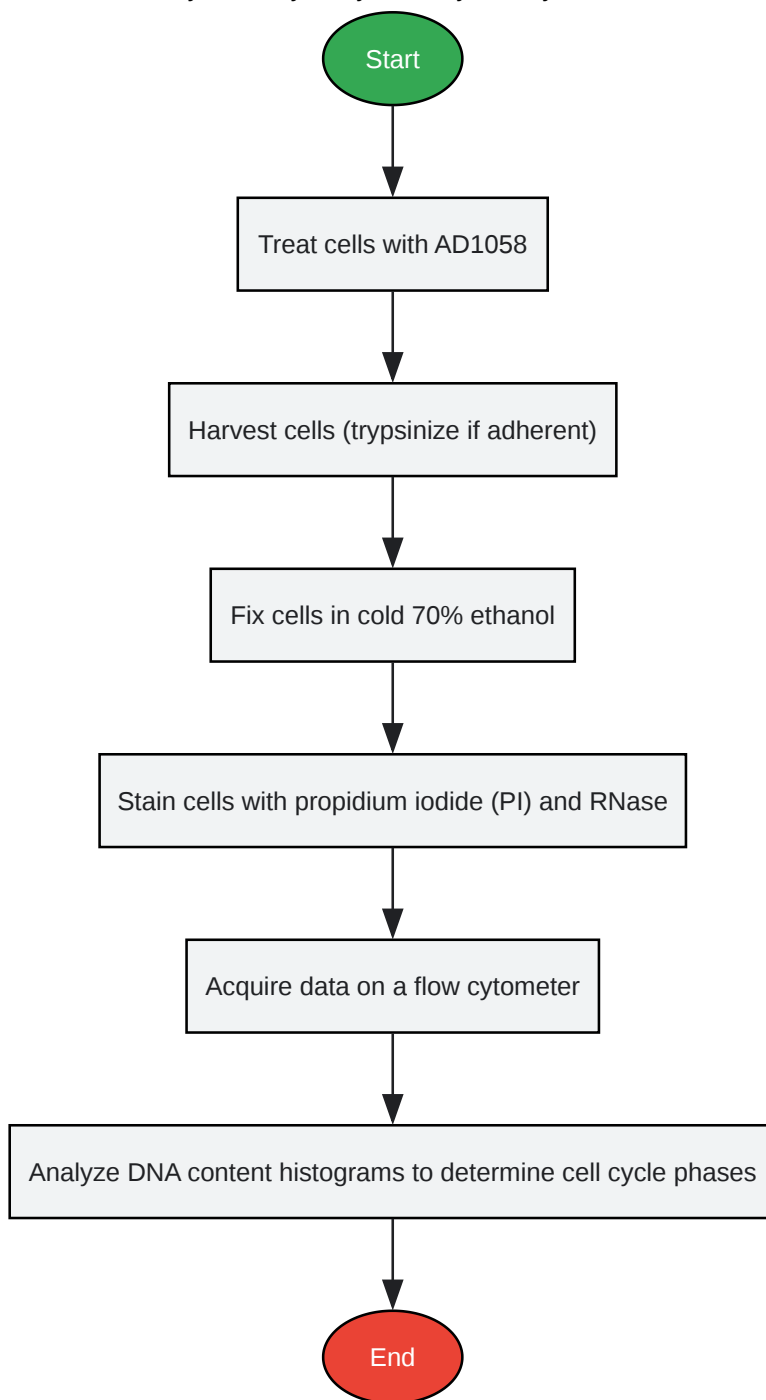 Start
Treat cells with AD1058
Harvest cells (trypsinize if adherent)
Fix cells in cold 70% ethanol
Stain cells with propidium iodide (PI) and RNase
Acquire data on a flow cytometer
Analyze DNA content histograms to determine cell cycle phases
End